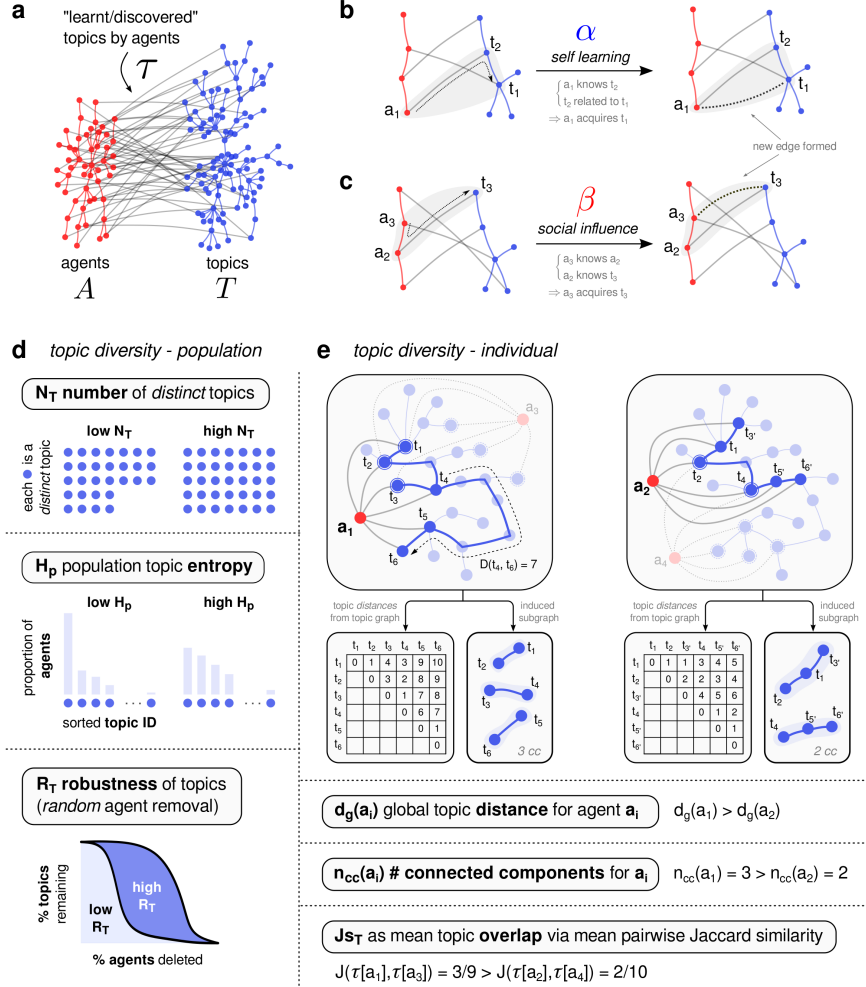 a
"learnt/discovered"
topics by agents
τ
agents
A
topics
T
b
a1
t2
t1
α
self learning
a1 knows t2
t2 related to t1
⇒ a1 acquires t1
a1
t2
t1
new edge formed
c
a3
a2
t3
β
social influence
a3 knows a2
a2 knows t3
⇒ a3 acquires t3
a3
a2
t3
d topic diversity - population
NT number of distinct topics
low NT high NT
each is a
distinct topic
Hp population topic entropy
low Hp high Hp
proportion of
agents
... ...
sorted topic ID
RT robustness of topics
(random agent removal)
% topics
remaining
high
RT
low
RT
% agents deleted
e topic diversity - individual
a3
t1
t2
t3
t4
a1
t5
t6
D(t4, t6) = 7
topic distances
from topic graph
induced
subgraph
t1 t2 t3 t4 t5 t6
t1 0 1 4 3 9 10
t2 0 3 2 8 9
t3 0 1 7 8
t4 0 6 7
t5 0 1
t6 0
t1
t2
t4
t3
t5
t6
3 cc
t3'
t1
t2
t6'
t5'
t4
a2
a4
topic distances
from topic graph
induced
subgraph
t1 t2 t3' t4 t5' t6'
t1 0 1 1 3 4 5
t2 0 2 2 3 4
t3' 0 4 5 6
t4 0 1 2
t5' 0 1
t6' 0
t3'
t1
t2
t4
t5'
t6'
2 cc
dg(ai) global topic distance for agent ai dg(a1) > dg(a2)
ncc(ai) # connected components for ai ncc(a1) = 3 > ncc(a2) = 2
JsT as mean topic overlap via mean pairwise Jaccard similarity
J(τ[a1],τ[a3]) = 3/9 > J(τ[a2],τ[a4]) = 2/10